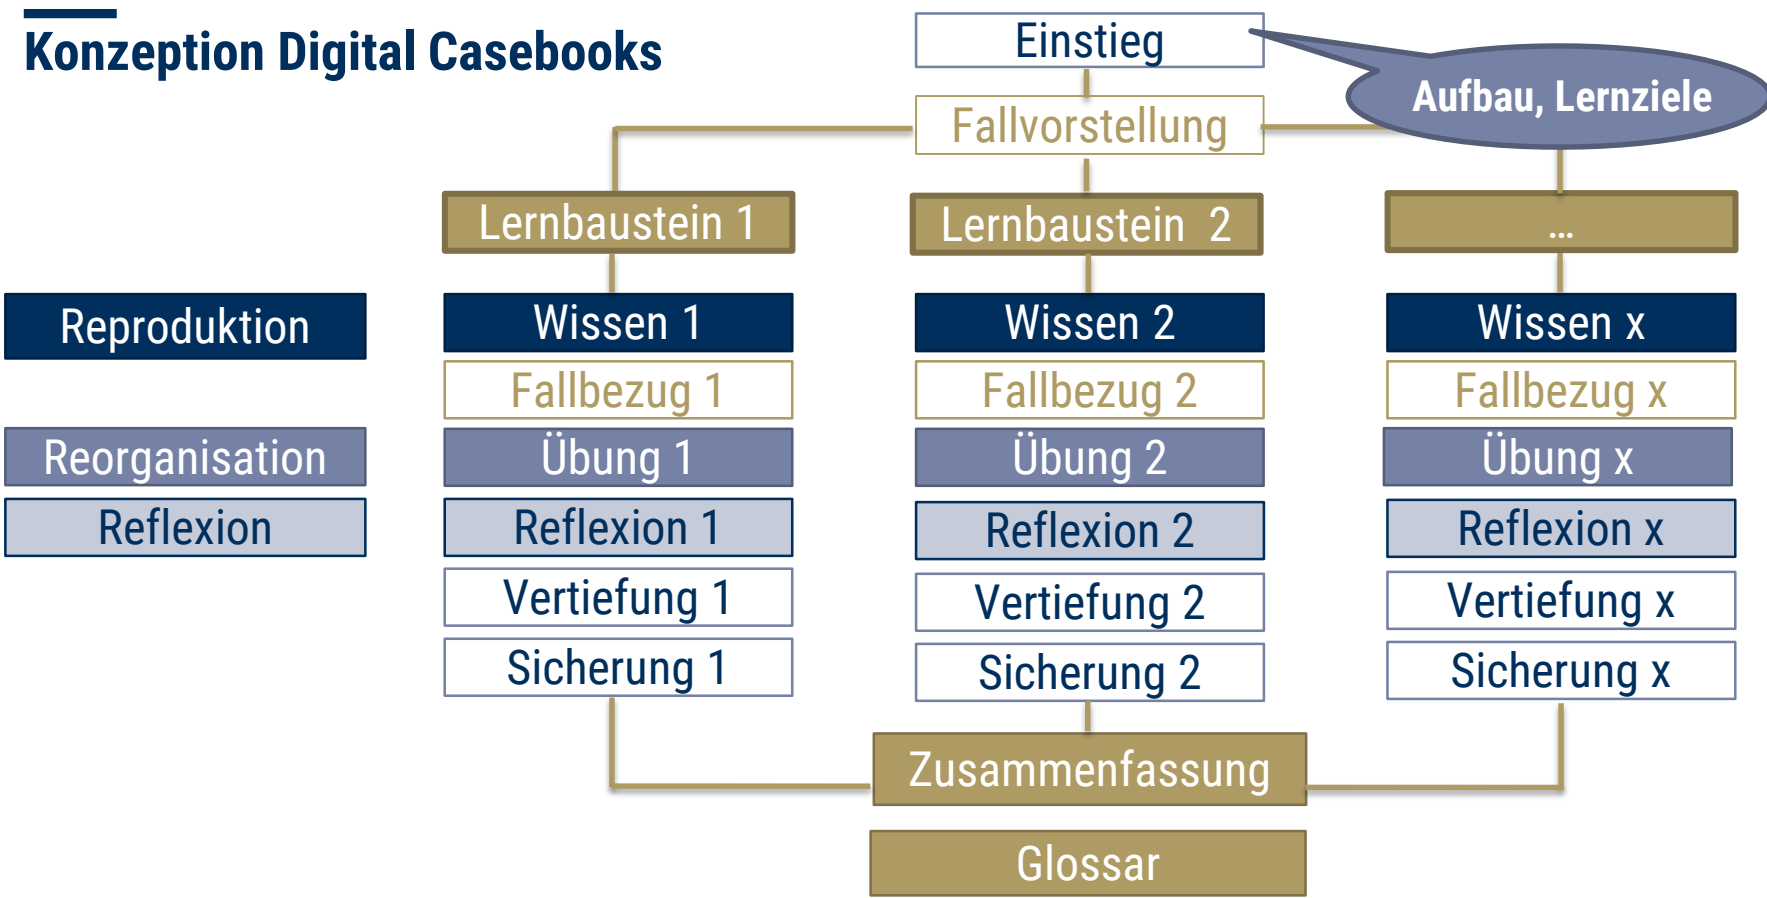 Konzeption Digital Casebooks
Einstieg
Aufbau, Lernziele
Fallvorstellung
Lernbaustein 1
Lernbaustein 2
...
Reproduktion
Wissen 1
Wissen 2
Wissen x
Fallbezug 1
Fallbezug 2
Fallbezug x
Reorganisation
Übung 1
Übung 2
Übung x
Reflexion
Reflexion 1
Reflexion 2
Reflexion x
Vertiefung 1
Vertiefung 2
Vertiefung x
Sicherung 1
Sicherung 2
Sicherung x
Zusammenfassung
Glossar